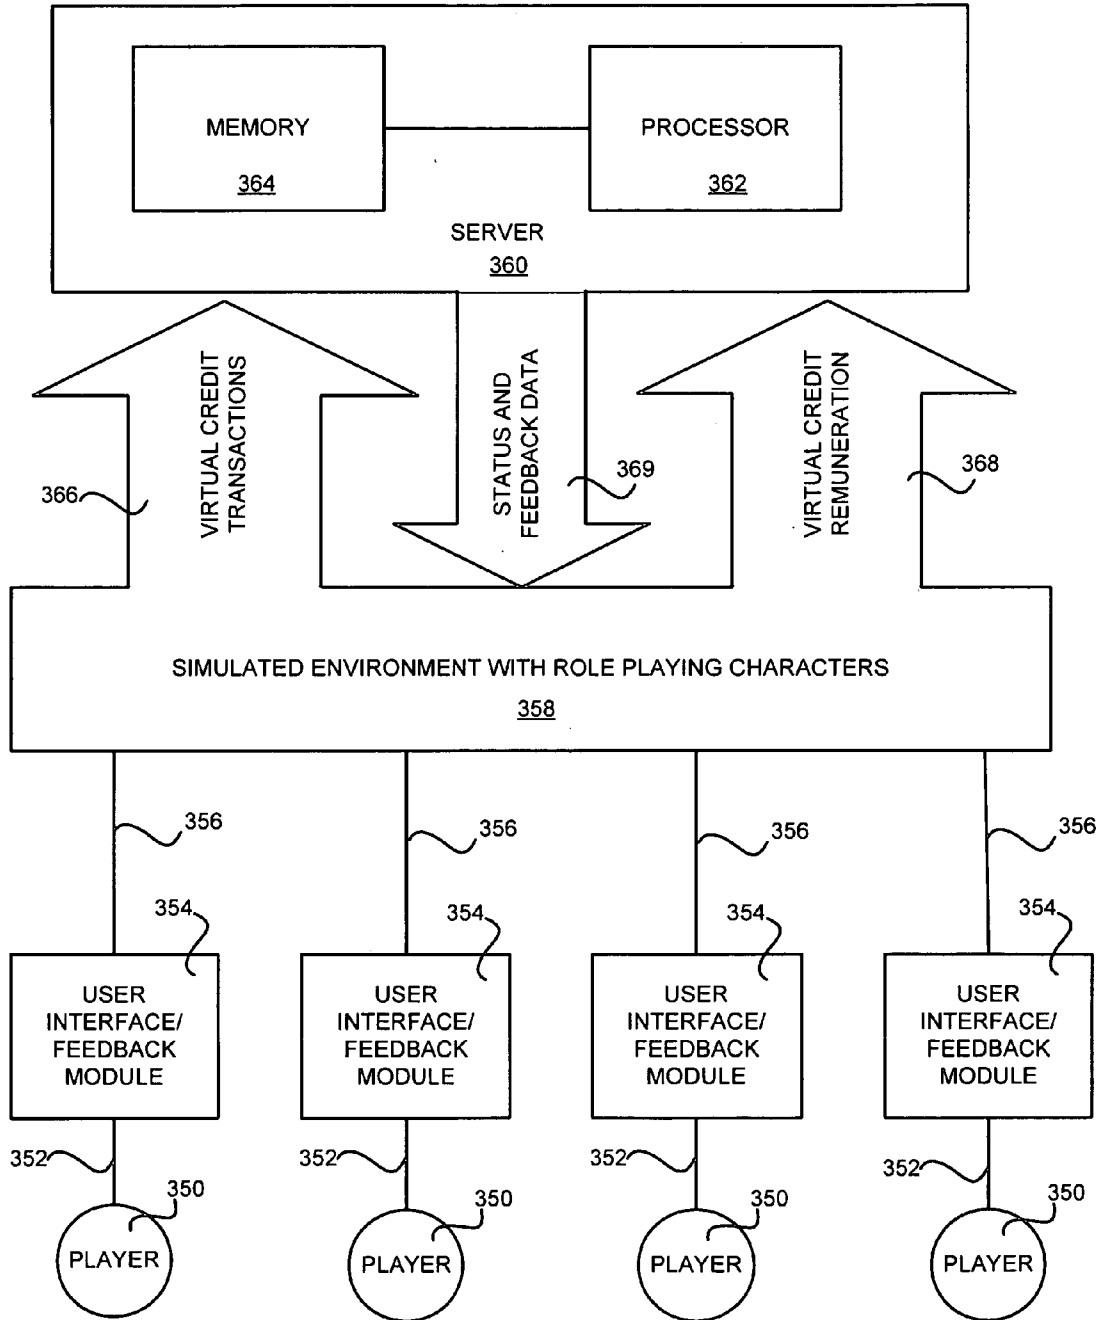 MEMORY
364
PROCESSOR
362
SERVER
360
VIRTUAL CREDIT
TRANSACTIONS
366
STATUS AND
FEEDBACK DATA
369
VIRTUAL CREDIT
REMUNERATION
368
SIMULATED ENVIRONMENT WITH ROLE PLAYING CHARACTERS
358
356
356
356
356
354
354
354
354
USER
INTERFACE/
FEEDBACK
MODULE
USER
INTERFACE/
FEEDBACK
MODULE
USER
INTERFACE/
FEEDBACK
MODULE
USER
INTERFACE/
FEEDBACK
MODULE
352
352
352
352
350
350
350
350
PLAYER
PLAYER
PLAYER
PLAYER